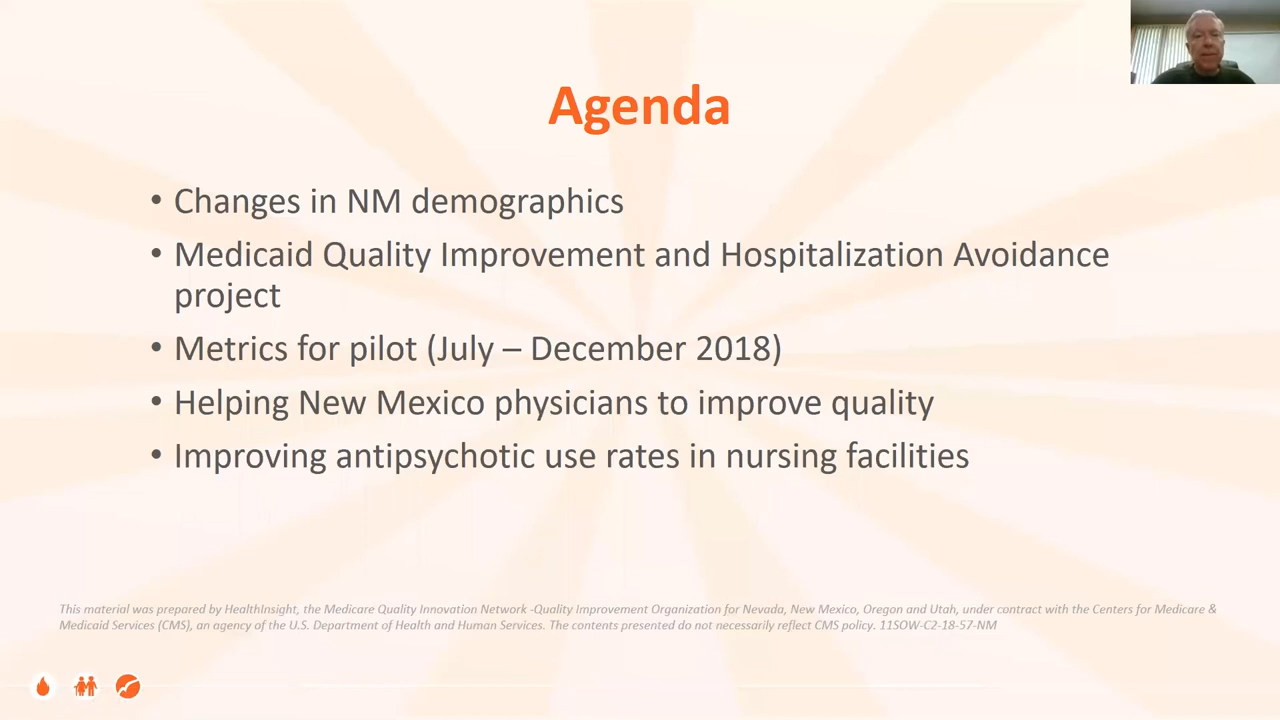 Agenda
• Changes in NM demographics
• Medicaid Quality Improvement and Hospitalization Avoidance
project
• Metrics for pilot (July – December 2018)
• Helping New Mexico physicians to improve quality
• Improving antipsychotic use rates in nursing facilities
This material was prepared by HealthInsight, the Medicare Quality Innovation Network -Quality Improvement Organization for Nevada, New Mexico, Oregon and Utah, under contract with the Centers for Medicare &
Medicaid Services (CMS), an agency of the U.S. Department of Health and Human Services. The contents presented do not necessarily reflect CMS policy. 11SOW-C2-18-57-NM